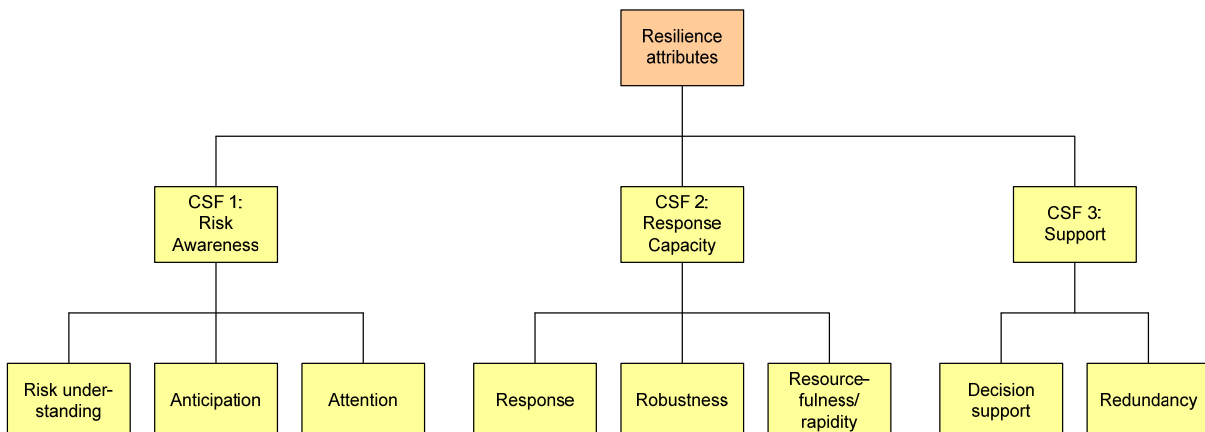 Resilience
attributes
CSF 1:
Risk
Awareness
CSF 2:
Response
Capacity
CSF 3:
Support
Risk under-
standing
Anticipation
Attention
Response
Robustness
Resource-
fulness/
rapidity
Decision
support
Redundancy